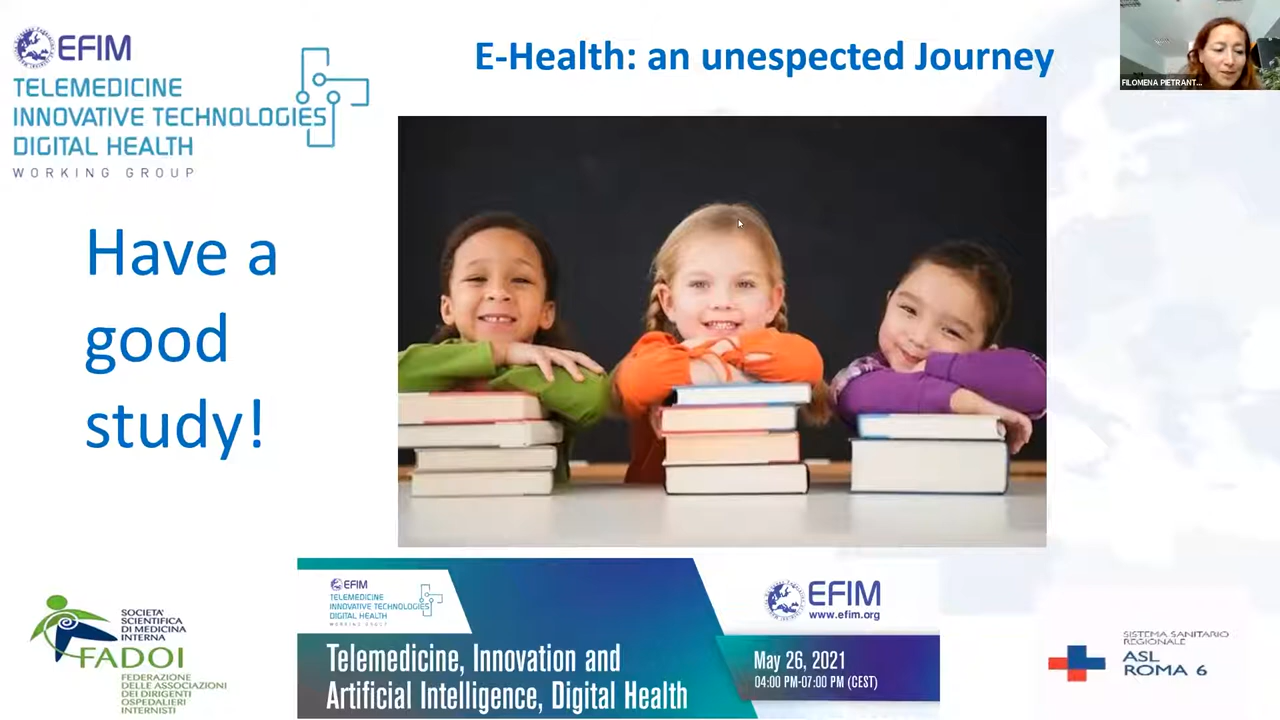 EFIM
TELEMEDICINE
INNOVATIVE TECHNOLOGIES
DIGITAL HEALTH
WORKING GROUP
E-Health: an unespected Journey
FILOMENA PIETRANT...
Have a
good
study!
SOCIETA'
SCIENTIFICA
DI MEDICINA
INTERNA
FADOI
FEDERAZIONE
DELLE ASSOCIAZIONI
DEI DIRIGENTI
OSPEDALIERI
INTERNISTI
EFIM
TELEMEDICINE
INNOVATIVE TECHNOLOGIES
DIGITAL HEALTH
WORKING GROUP
EFIM
www.efim.org
Telemedicine, Innovation and
Artificial Intelligence, Digital Health
May 26, 2021
04:00 PM-07:00 PM (CEST)
SISTEMA SANITARIO
REGIONALE
ASL
ROMA 6